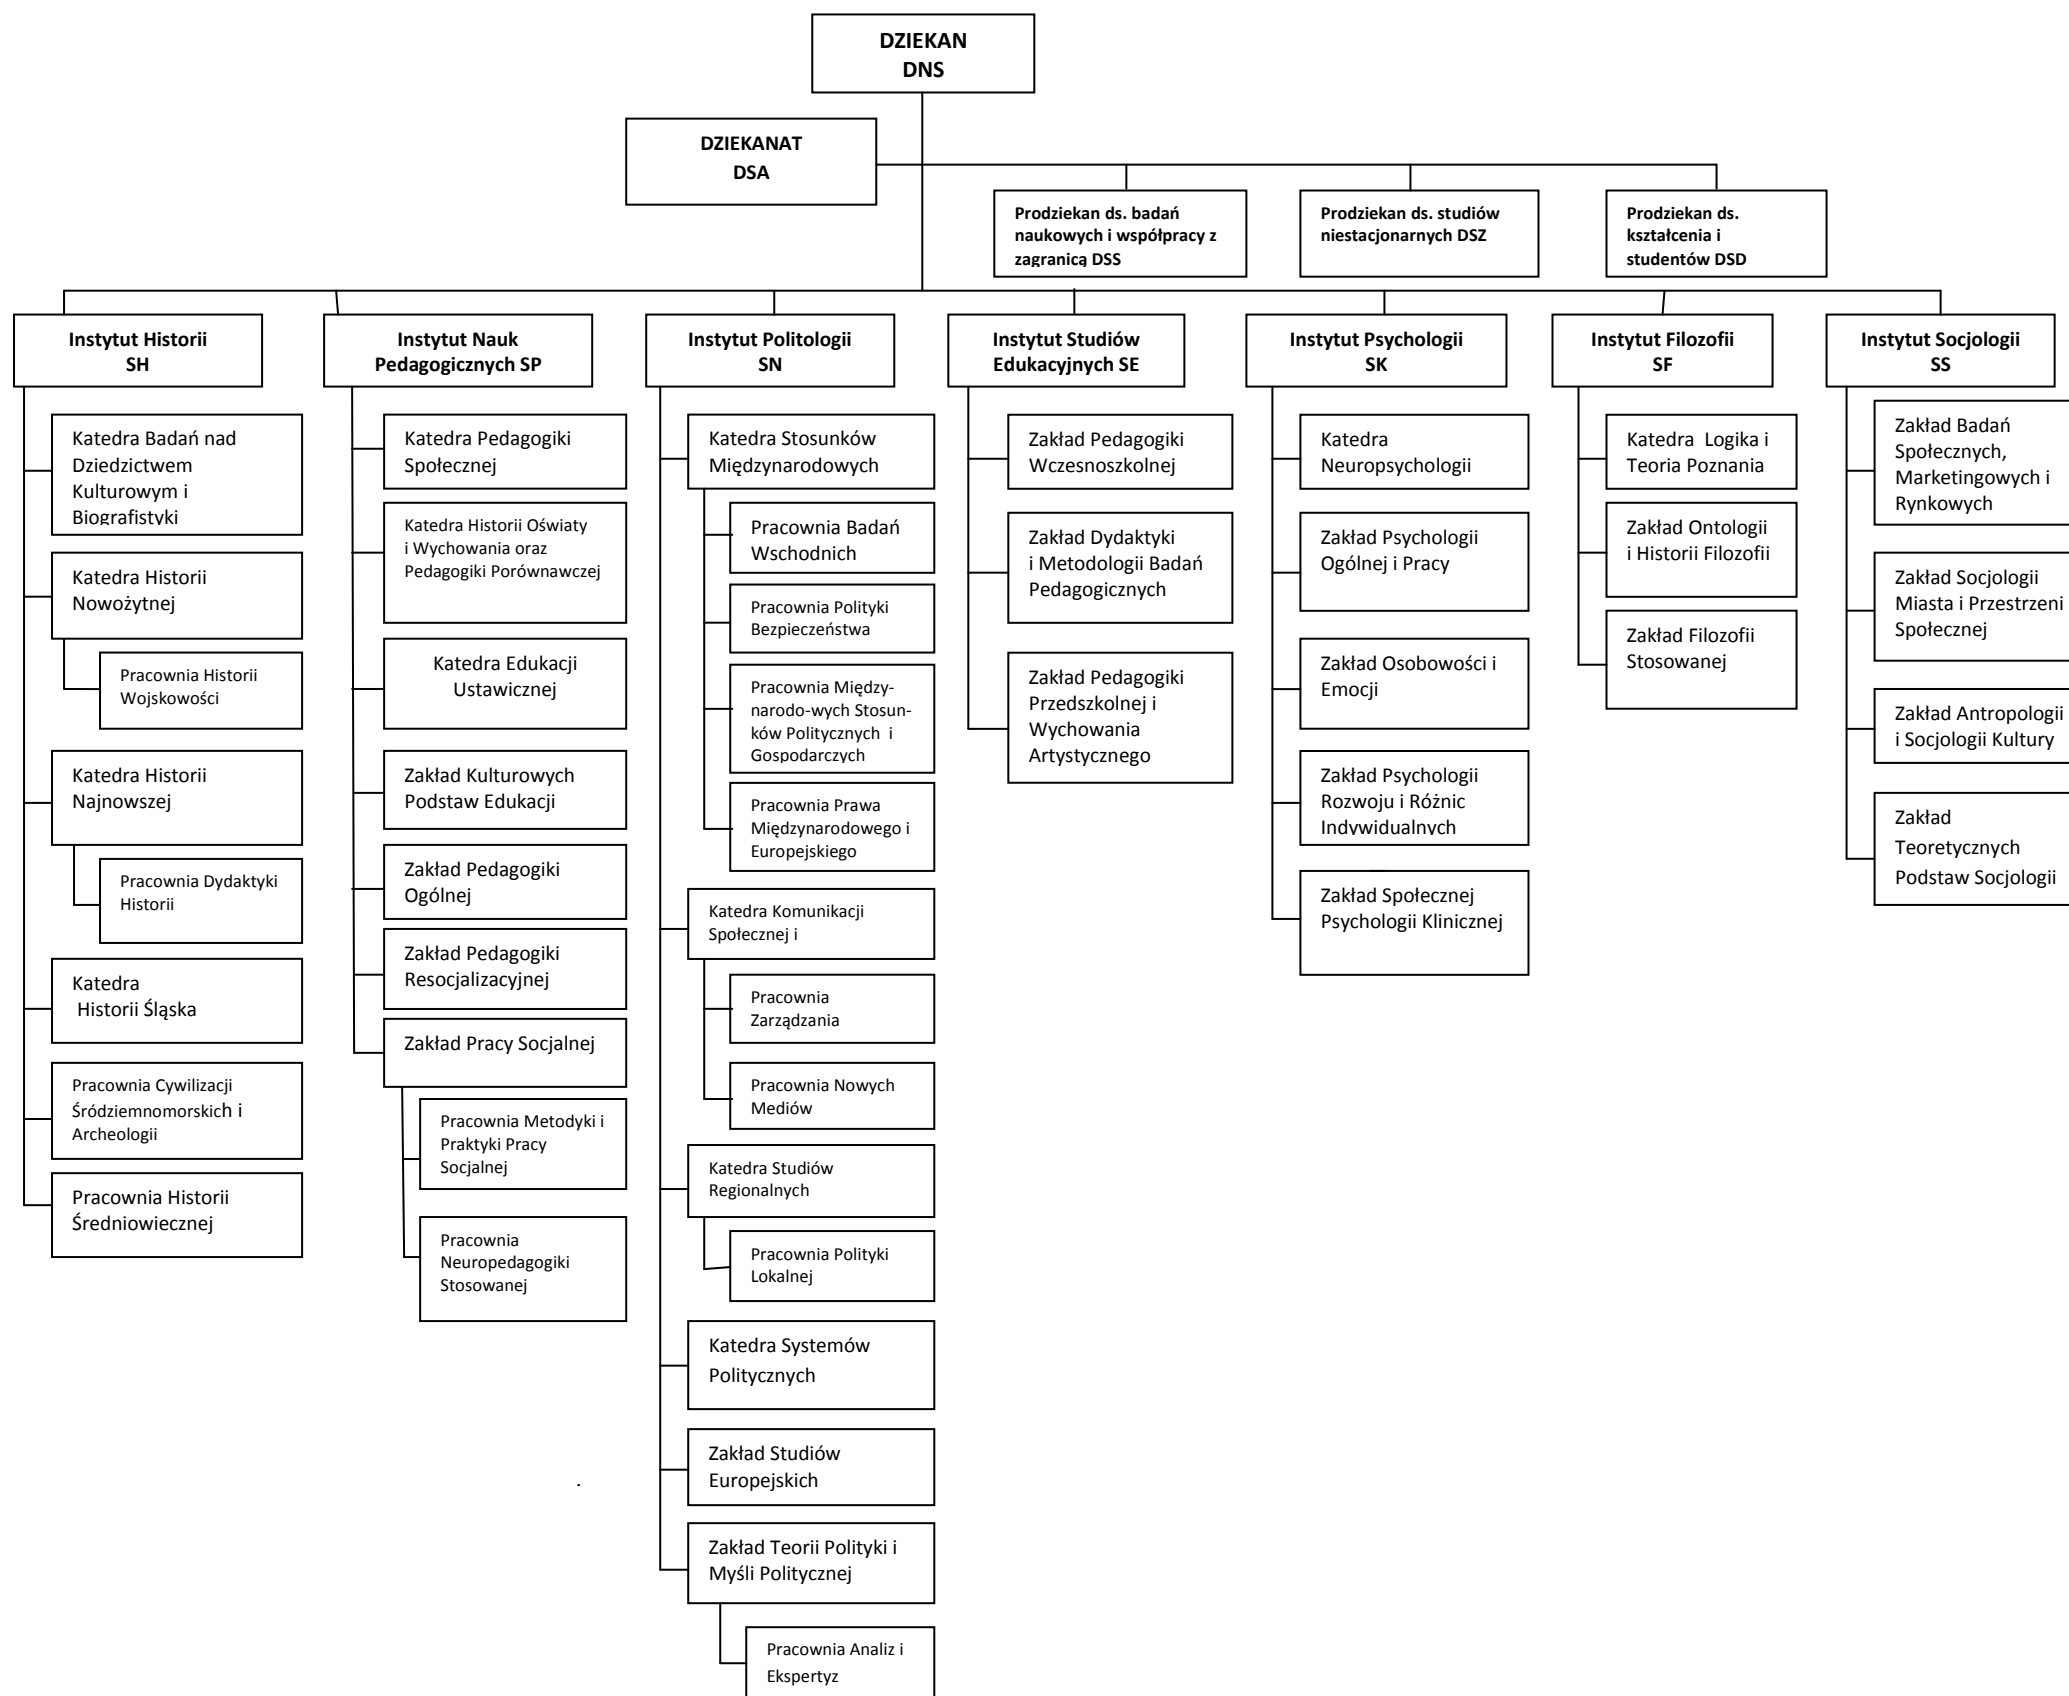 DZIEKAN
DNS
DZIEKANAT
DSA
Prodziekan ds. badań
naukowych i współpracy z
zagranicą DSS
Prodziekan ds. studiów
niestacjonarnych DSZ
Prodziekan ds.
kształcenia i
studentów DSD
Instytut Historii
SH
Instytut Nauk
Pedagogicznych SP
Instytut Politologii
SN
Instytut Studiów
Edukacyjnych SE
Instytut Psychologii
SK
Instytut Filozofii
SF
Instytut Socjologii
SS
Katedra Badań nad
Dziedzictwem
Kulturowym i
Biografistyki
Katedra Historii
Nowożytnej
Pracownia Historii
Wojskowości
Katedra Historii
Najnowszej
Pracownia Dydaktyki
Historii
Katedra
Historii Śląska
Pracownia Cywilizacji
Śródziemnomorskich i
Archeologii
Pracownia Historii
Średniowiecznej
Katedra Pedagogiki
Społecznej
Katedra Historii Oświaty
i Wychowania oraz
Pedagogiki Porównawczej
Katedra Edukacji
Ustawicznej
Zakład Kulturowych
Podstaw Edukacji
Zakład Pedagogiki
Ogólnej
Zakład Pedagogiki
Resocjalizacyjnej
Zakład Pracy Socjalnej
Pracownia Metodyki i
Praktyki Pracy
Socjalnej
Pracownia
Neuropedagogiki
Stosowanej
Katedra Stosunków
Międzynarodowych
Pracownia Badań
Wschodnich
Pracownia Polityki
Bezpieczeństwa
Pracownia Między-
narodo-wych Stosun-
ków Politycznych i
Gospodarczych
Pracownia Prawa
Międzynarodowego i
Europejskiego
Katedra Komunikacji
Społecznej i
Pracownia
Zarządzania
Pracownia Nowych
Mediów
Katedra Studiów
Regionalnych
Pracownia Polityki
Lokalnej
Katedra Systemów
Politycznych
Zakład Studiów
Europejskich
Zakład Teorii Polityki i
Myśli Politycznej
Pracownia Analiz i
Ekspertyz
Zakład Pedagogiki
Wczesnoszkolnej
Zakład Dydaktyki
i Metodologii Badań
Pedagogicznych
Zakład Pedagogiki
Przedszkolnej i
Wychowania
Artystycznego
Katedra
Neuropsychologii
Zakład Psychologii
Ogólnej i Pracy
Zakład Osobowości i
Emocji
Zakład Psychologii
Rozwoju i Różnic
Indywidualnych
Zakład Społecznej
Psychologii Klinicznej
Katedra Logika i
Teoria Poznania
Zakład Ontologii
i Historii Filozofii
Zakład Filozofii
Stosowanej
Zakład Badań
Społecznych,
Marketingowych i
Rynkowych
Zakład Socjologii
Miasta i Przestrzeni
Społecznej
Zakład Antropologii
i Socjologii Kultury
Zakład
Teoretycznych
Podstaw Socjologii
.